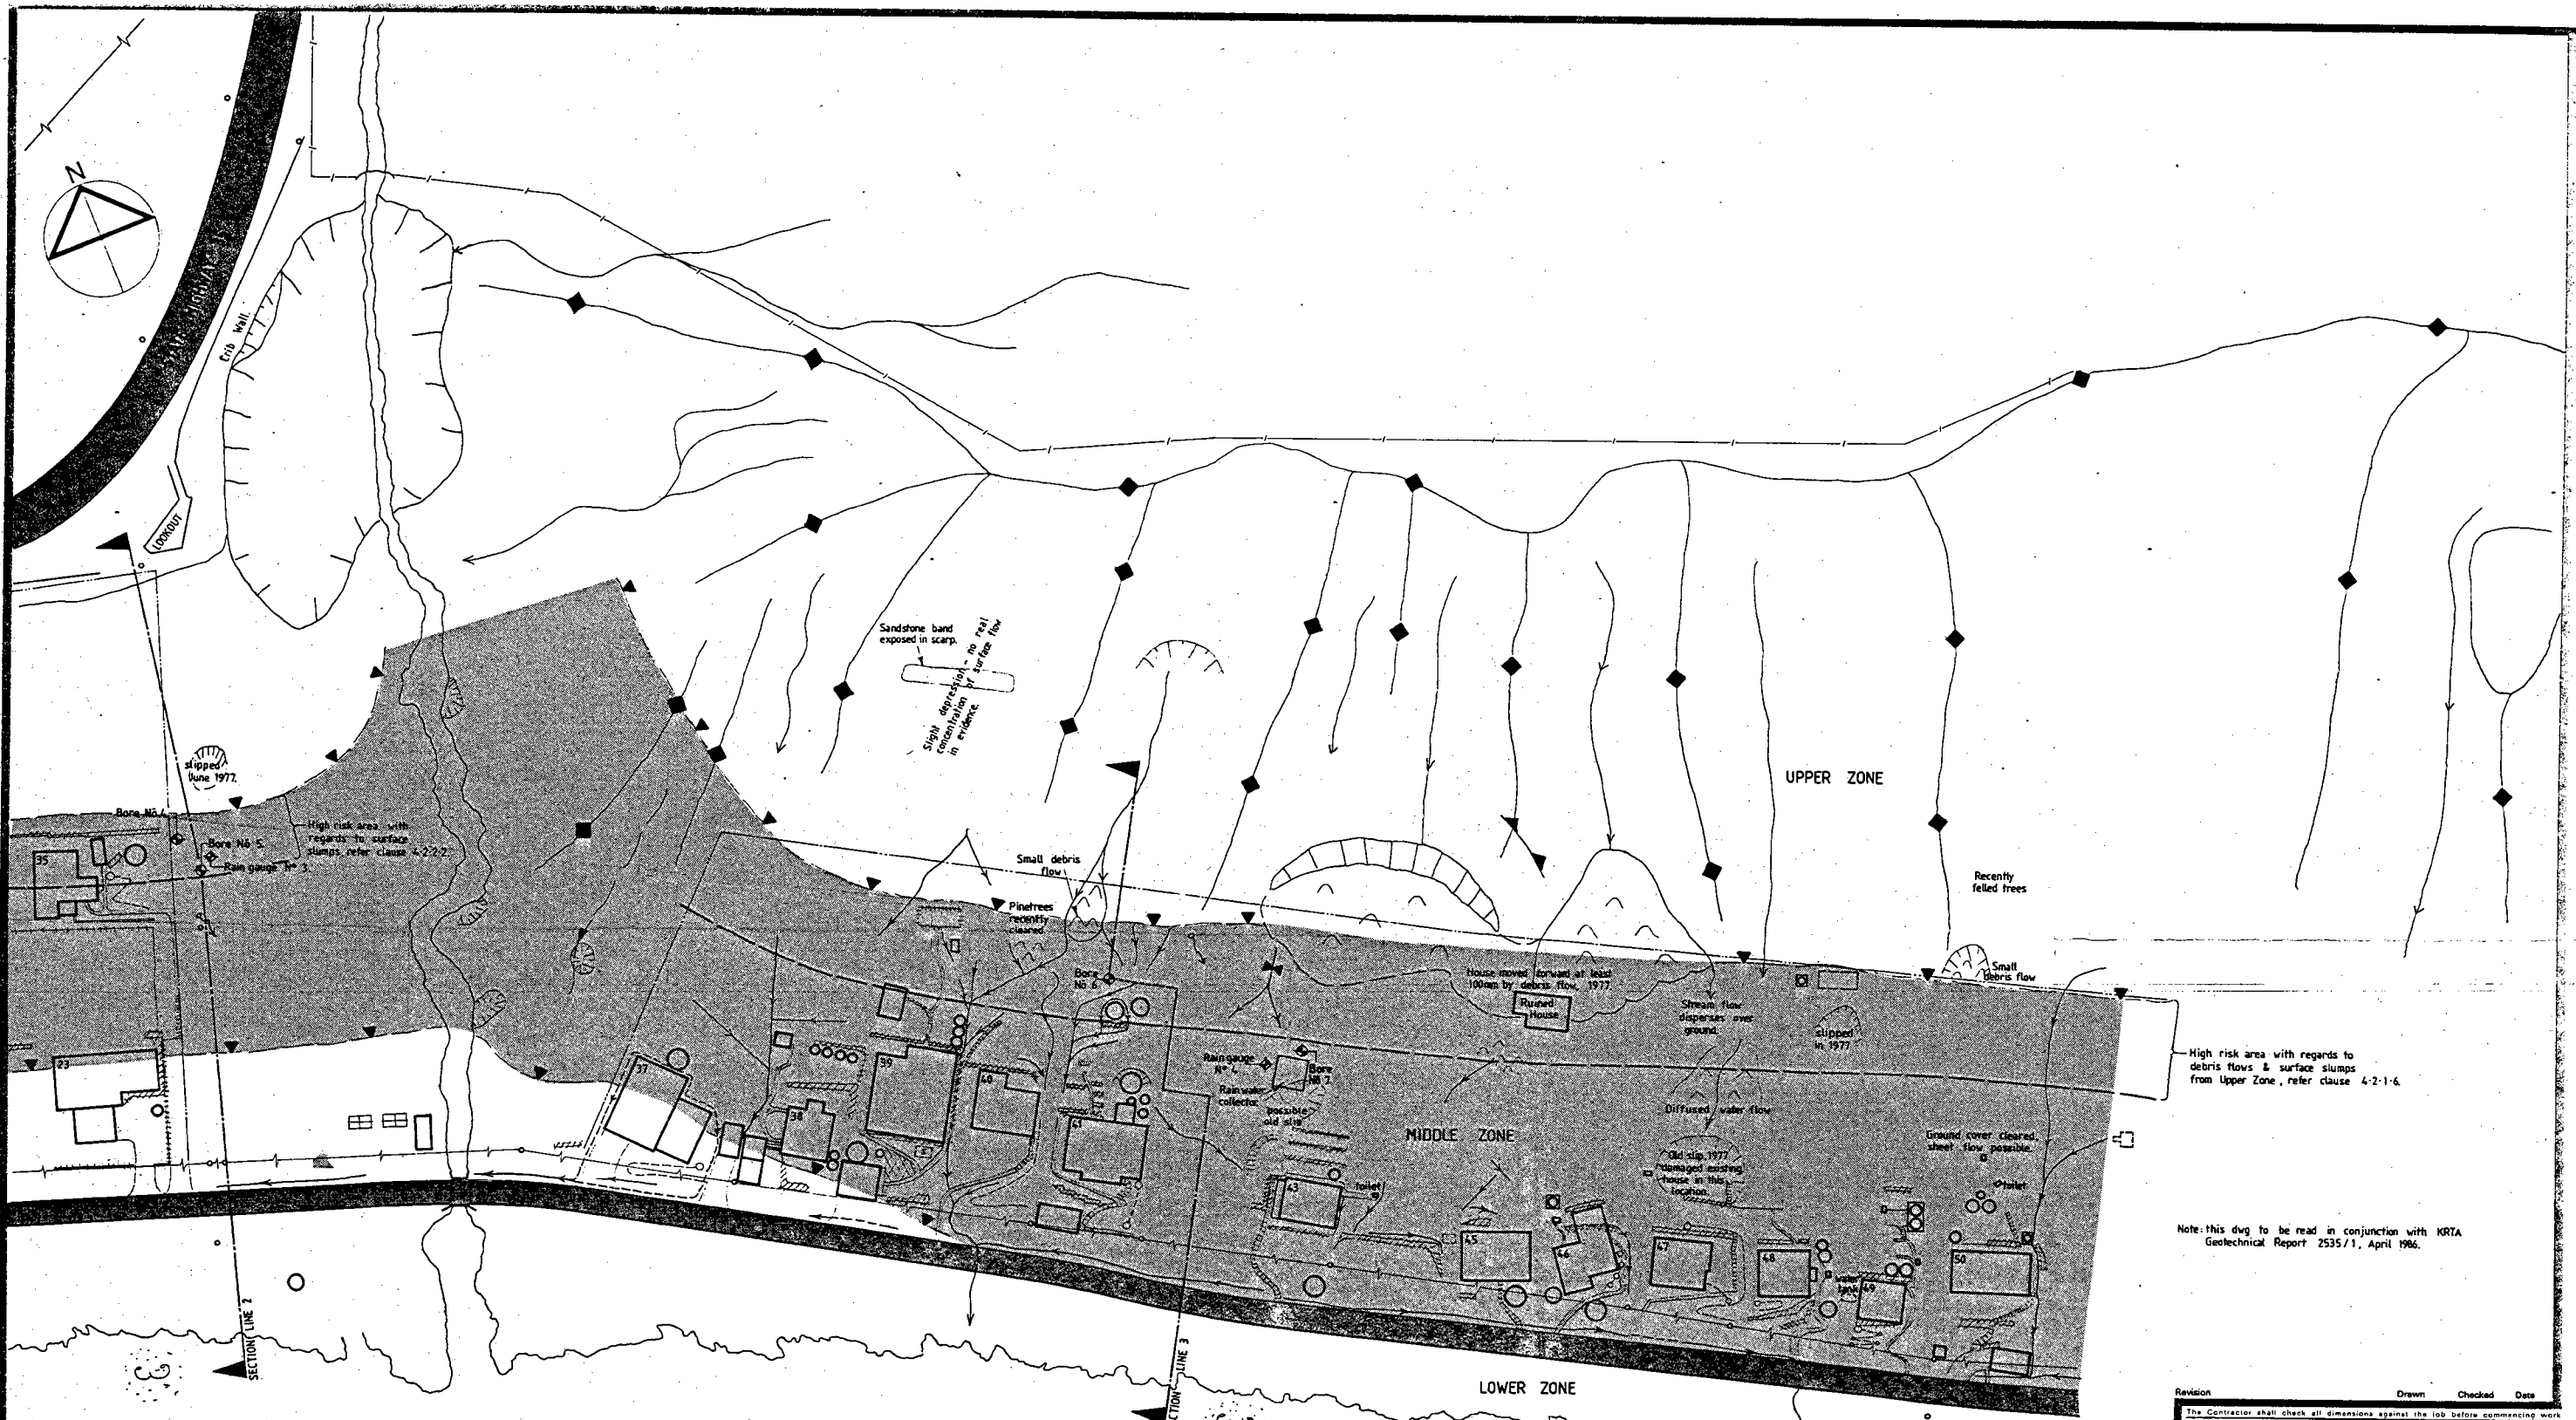 N
Crib Wall.
LOOKOUT
Sandstone band
exposed in scarp.
Slight depression - no real
concentration of surface flow
in evidence.
UPPER ZONE
slipped
June 1977.
Bore No 4
Bore No 5.
Rain gauge No 3.
High risk area with
regards to surface
slumps, refer clause 4·2·2·2.
35
Small debris
flow
Pinetrees
recently
cleared.
Bore
No 6.
Recently
felled trees
Small
debris flow
House moved forward at least
100mm by debris flow, 1977.
Ruined
House
Stream flow
disperses over
ground.
slipped
in 1977
23
37
38
39
40
41
Rain gauge
No 4.
Rain water
collector.
Bore
No 7.
possible
old slip
MIDDLE ZONE
Diffused water flow
High risk area with regards to
debris flows & surface slumps
from Upper Zone, refer clause 4·2·1·6.
Ground cover cleared,
sheet flow possible.
Old slip, 1977
damaged existing
house in this
location.
43
toilet
toilet
45
46
47
48
water
tank
49
50
Note: this dwg to be read in conjunction with KRTA
Geotechnical Report 2535/1, April 1986.
SECTION LINE 2
SECTION LINE 3
LOWER ZONE
Revision Drawn Checked Date
The Contractor shall check all dimensions against the job before commencing work